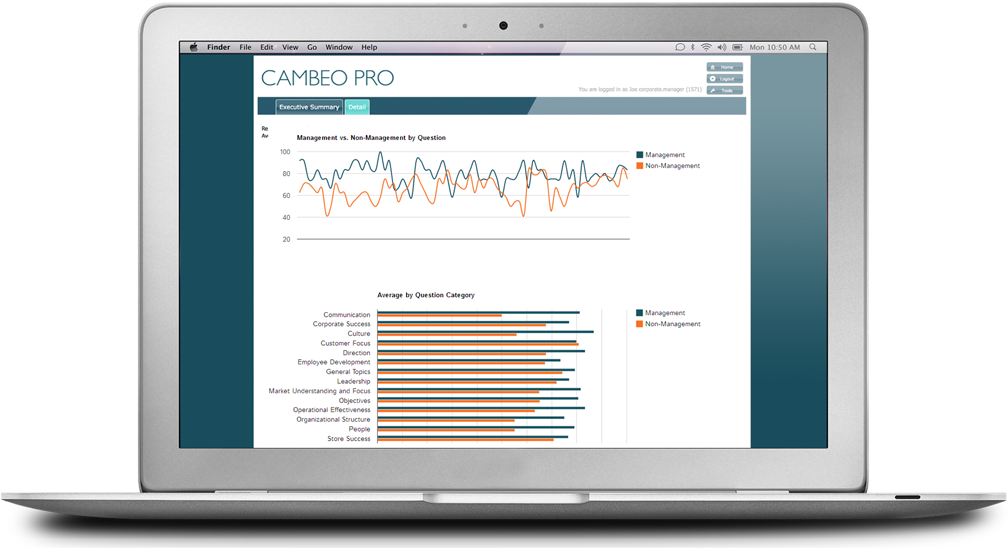 Finder File Edit View Go Window Help Mon 10:50 AM
CAMBEO PRO
Home
Logout
Tools
You are logged in as Joe corporate manager (1571)
Executive Summary Detail
Re
Av
Management vs. Non-Management by Question
100
80
60
40
20
Management
Non-Management
Average by Question Category
Communication
Corporate Success
Culture
Customer Focus
Direction
Employee Development
General Topics
Leadership
Market Understanding and Focus
Objectives
Operational Effectiveness
Organizational Structure
People
Store Success
Management
Non-Management